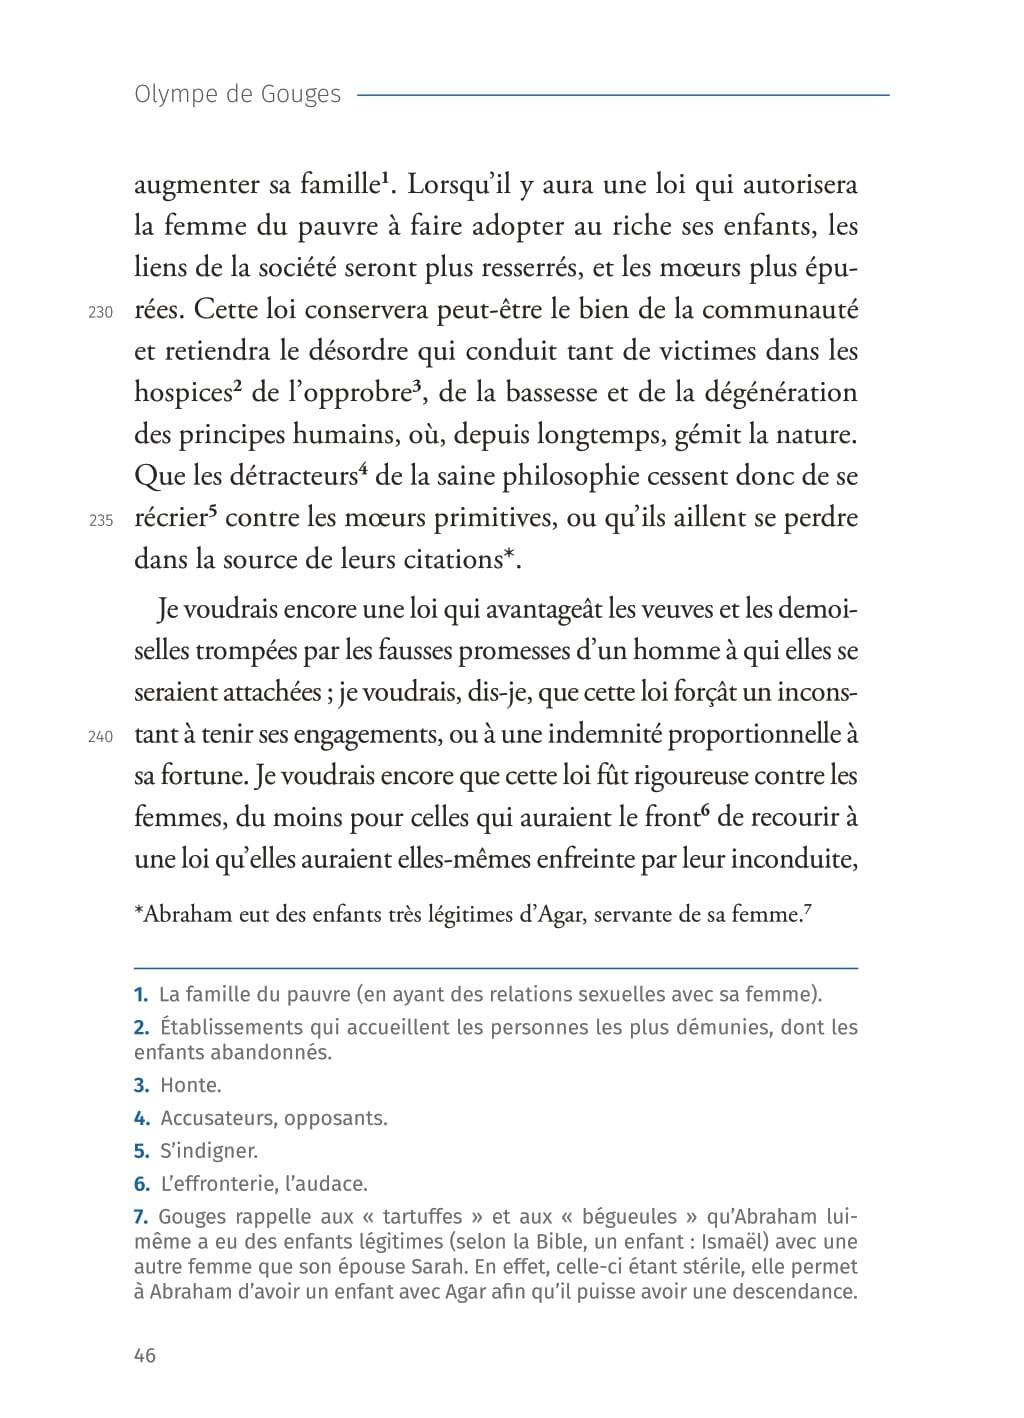 Olympe de Gouges
augmenter sa famille¹. Lorsqu’il y aura une loi qui autorisera
la femme du pauvre à faire adopter au riche ses enfants, les
liens de la société seront plus resserrés, et les mœurs plus épu-
230 rées. Cette loi conservera peut-être le bien de la communauté
et retiendra le désordre qui conduit tant de victimes dans les
hospices² de l’opprobre³, de la bassesse et de la dégénération
des principes humains, où, depuis longtemps, gémit la nature.
Que les détracteurs⁴ de la saine philosophie cessent donc de se
235 récrier⁵ contre les mœurs primitives, ou qu’ils aillent se perdre
dans la source de leurs citations*.
Je voudrais encore une loi qui avantageât les veuves et les demoi-
selles trompées par les fausses promesses d’un homme à qui elles se
seraient attachées ; je voudrais, dis-je, que cette loi forçât un incons-
240 tant à tenir ses engagements, ou à une indemnité proportionnelle à
sa fortune. Je voudrais encore que cette loi fût rigoureuse contre les
femmes, du moins pour celles qui auraient le front⁶ de recourir à
une loi qu’elles auraient elles-mêmes enfreinte par leur inconduite,
*Abraham eut des enfants très légitimes d’Agar, servante de sa femme.⁷
1. La famille du pauvre (en ayant des relations sexuelles avec sa femme).
2. Établissements qui accueillent les personnes les plus démunies, dont les
enfants abandonnés.
3. Honte.
4. Accusateurs, opposants.
5. S’indigner.
6. L’effronterie, l’audace.
7. Gouges rappelle aux « tartuffes » et aux « bégueules » qu’Abraham lui-
même a eu des enfants légitimes (selon la Bible, un enfant : Ismaël) avec une
autre femme que son épouse Sarah. En effet, celle-ci étant stérile, elle permet
à Abraham d’avoir un enfant avec Agar afin qu’il puisse avoir une descendance.
46